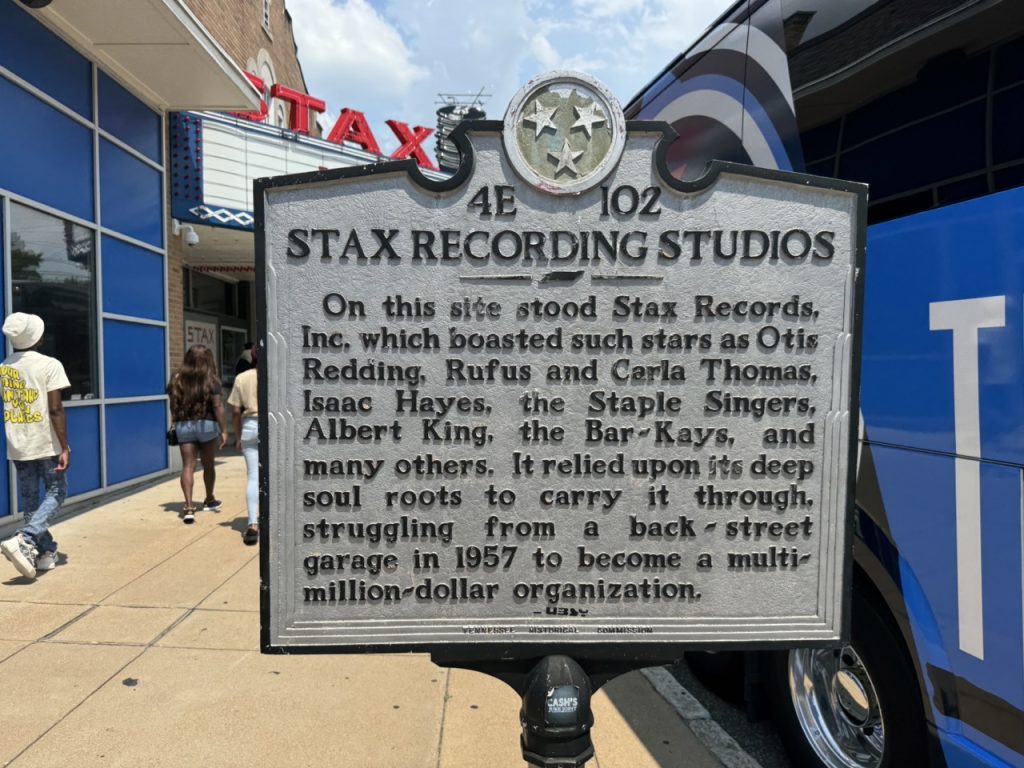 STAX
4E 102
STAX RECORDING STUDIOS
On this site stood Stax Records,
Inc. which boasted such stars as Otis
Redding, Rufus and Carla Thomas,
Isaac Hayes, the Staple Singers,
Albert King, the Bar-Kays, and
many others. It relied upon its deep
soul roots to carry it through,
struggling from a back-street
garage in 1957 to become a multi-
million-dollar organization.
TENNESSEE HISTORICAL COMMISSION
STAX
CASH'S
T